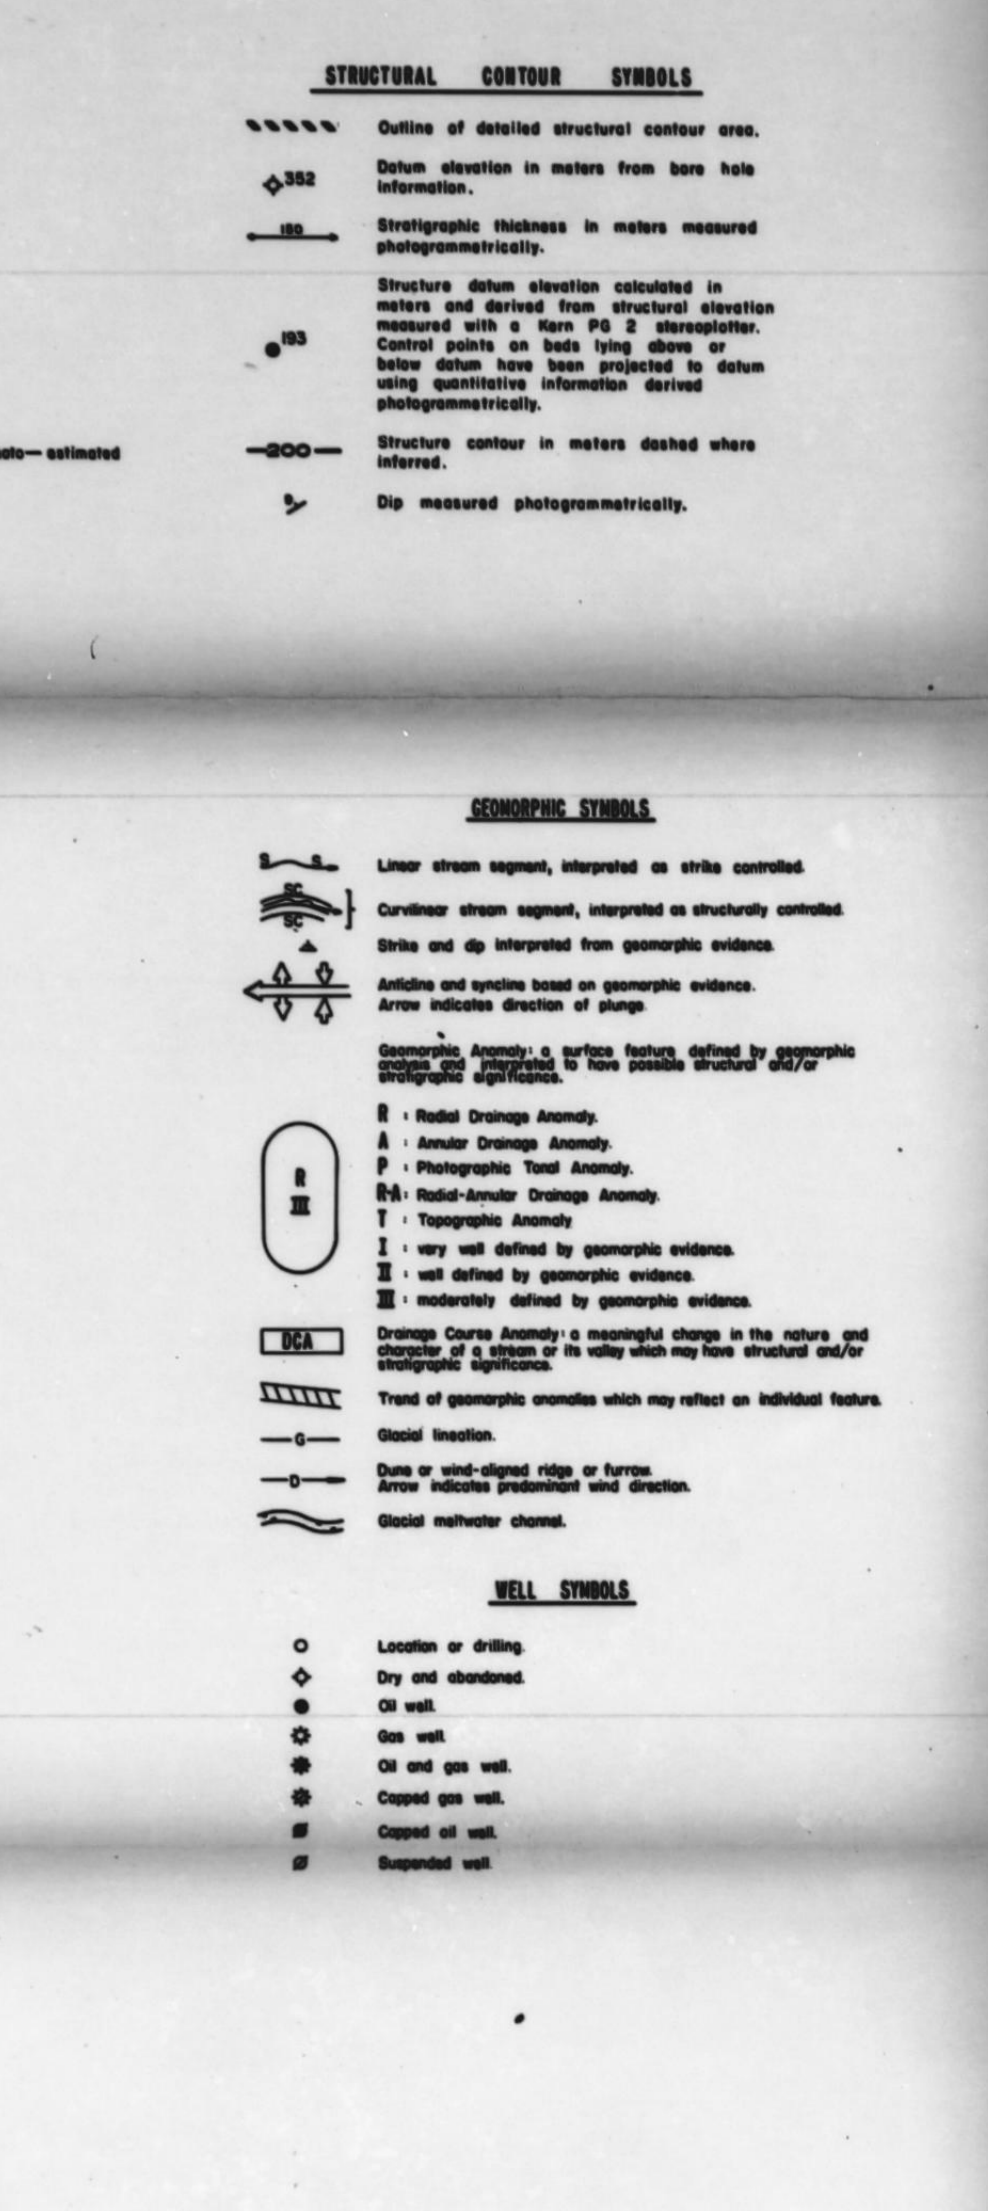 STRUCTURAL CONTOUR SYMBOLS
Outline of detailed structural contour area.
352
Datum elevation in meters from bore hole
information.
180
Stratigraphic thickness in meters measured
photogrammetrically.
193
Structure datum elevation calculated in
meters and derived from structural elevation
measured with a Kern PG 2 stereoplotter.
Control points on beds lying above or
below datum have been projected to datum
using quantitative information derived
photogrammetrically.
oto— estimated
—200—
Structure contour in meters dashed where
inferred.
Dip measured photogrammetrically.
GEOMORPHIC SYMBOLS
S S
Linear stream segment, interpreted as strike controlled.
SC
SC
Curvilinear stream segment, interpreted as structurally controlled.
Strike and dip interpreted from geomorphic evidence.
Anticline and syncline based on geomorphic evidence.
Arrow indicates direction of plunge.
Geomorphic Anomaly: a surface feature defined by geomorphic
analysis and interpreted to have possible structural and/or
stratigraphic significance.
R
III
R : Radial Drainage Anomaly.
A : Annular Drainage Anomaly.
P : Photographic Tonal Anomaly.
R-A: Radial-Annular Drainage Anomaly.
T : Topographic Anomaly
I : very well defined by geomorphic evidence.
II : well defined by geomorphic evidence.
III : moderately defined by geomorphic evidence.
DCA
Drainage Course Anomaly: a meaningful change in the nature and
character of a stream or its valley which may have structural and/or
stratigraphic significance.
Trend of geomorphic anomalies which may reflect an individual feature.
—G—
Glacial lineation.
—D—
Dune or wind-aligned ridge or furrow.
Arrow indicates predominant wind direction.
Glacial meltwater channel.
WELL SYMBOLS
Location or drilling.
Dry and abandoned.
Oil well.
Gas well
Oil and gas well.
Capped gas well.
Capped oil well.
Suspended well.